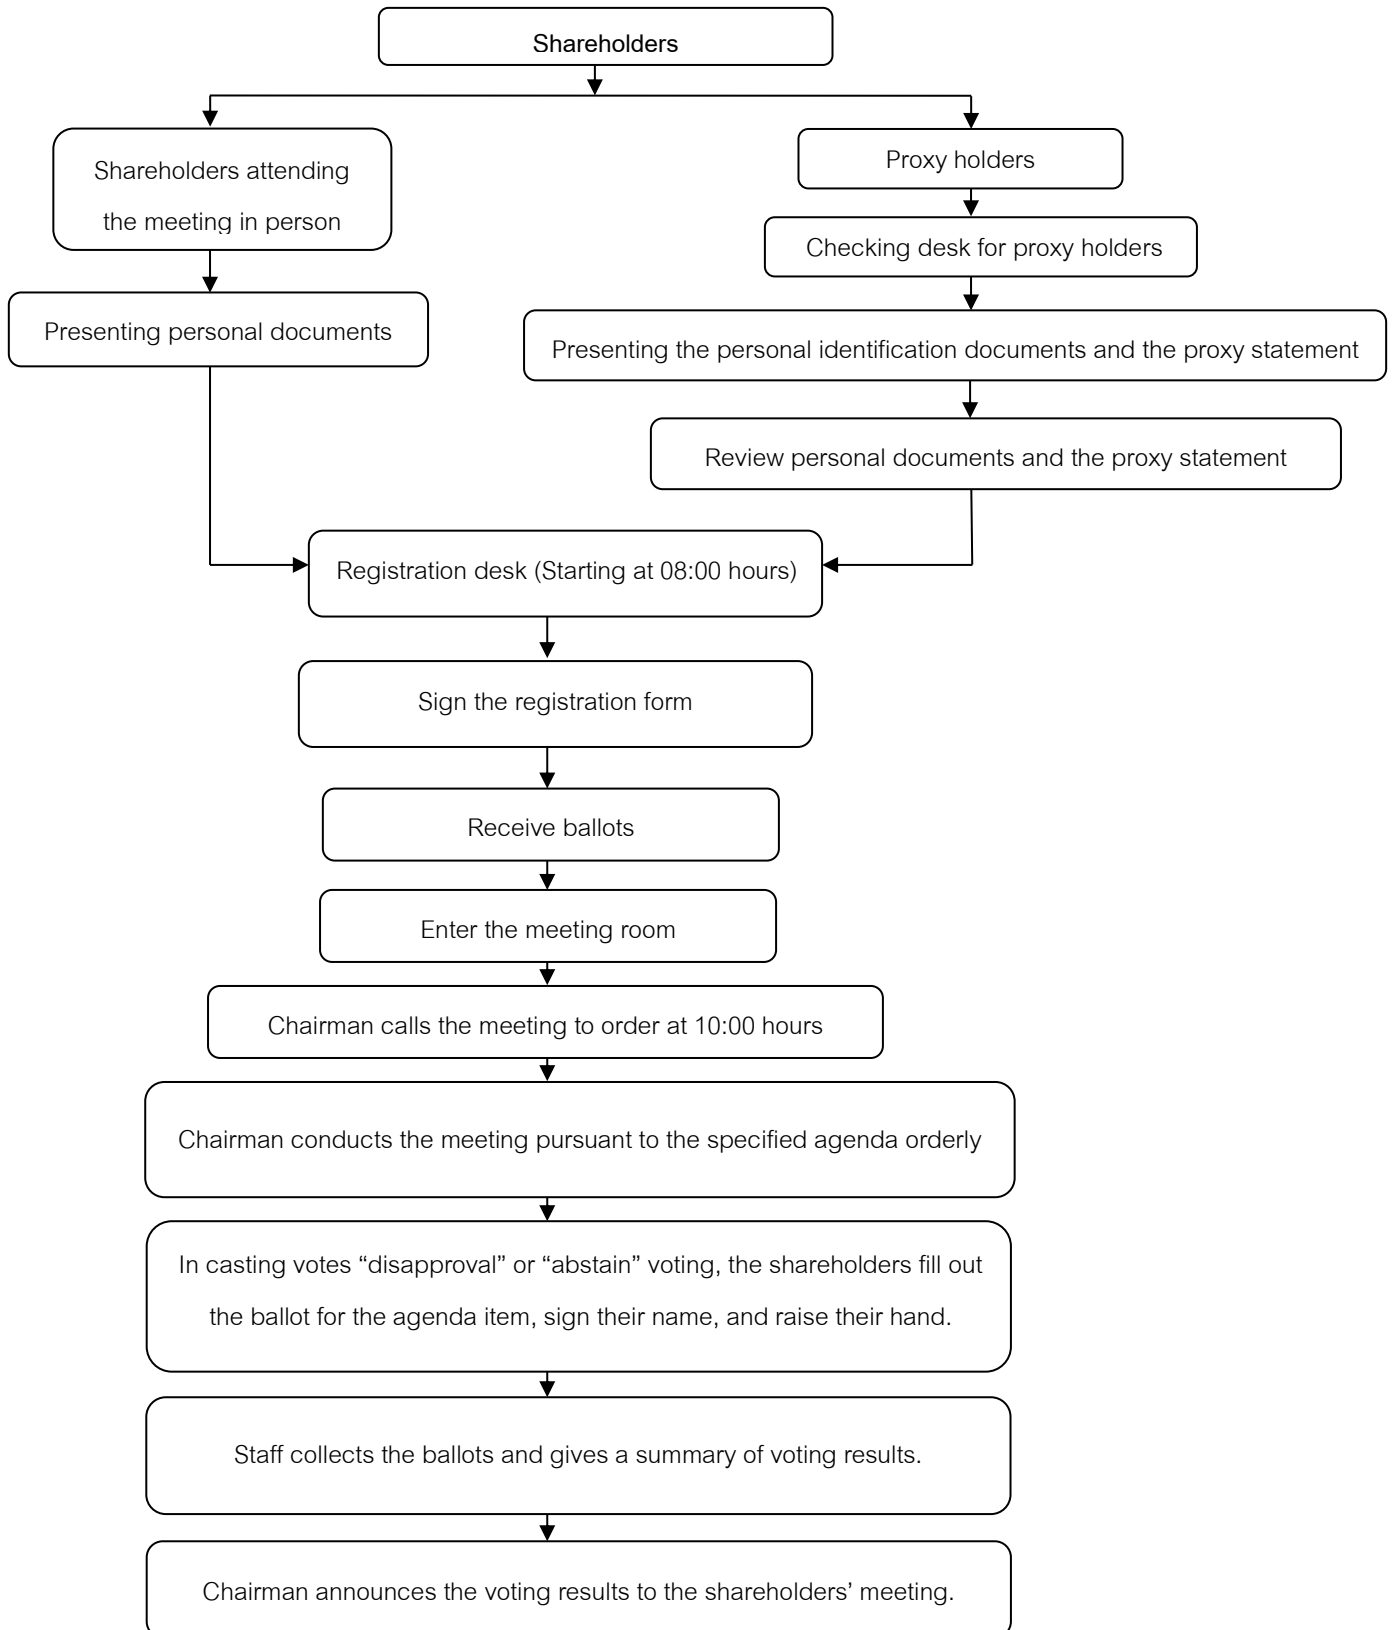 Shareholders
Shareholders attending
the meeting in person
Presenting personal documents
Proxy holders
Checking desk for proxy holders
Presenting the personal identification documents and the proxy statement
Review personal documents and the proxy statement
Registration desk (Starting at 08:00 hours)
Sign the registration form
Receive ballots
Enter the meeting room
Chairman calls the meeting to order at 10:00 hours
Chairman conducts the meeting pursuant to the specified agenda orderly
In casting votes “disapproval” or “abstain” voting, the shareholders fill out
the ballot for the agenda item, sign their name, and raise their hand.
Staff collects the ballots and gives a summary of voting results.
Chairman announces the voting results to the shareholders’ meeting.